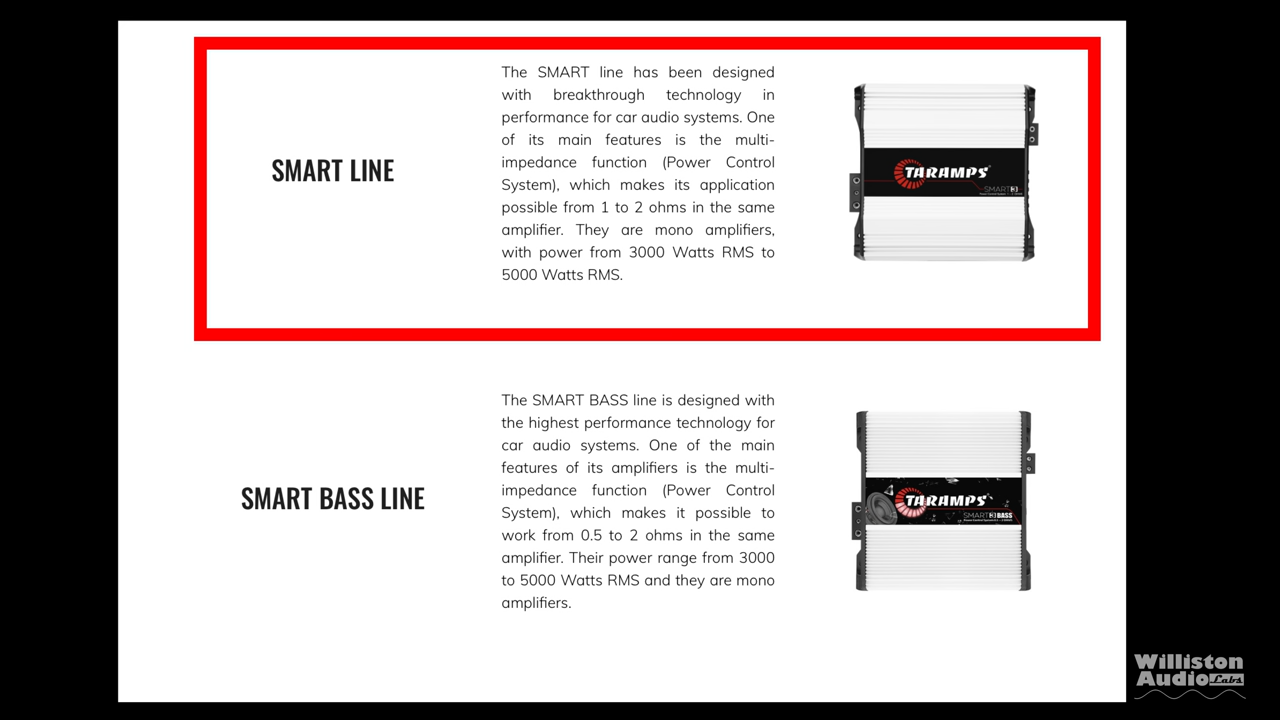 SMART LINE
The SMART line has been designed
with breakthrough technology in
performance for car audio systems. One
of its main features is the multi-
impedance function (Power Control
System), which makes its application
possible from 1 to 2 ohms in the same
amplifier. They are mono amplifiers,
with power from 3000 Watts RMS to
5000 Watts RMS.
TARAMPS
SMART3
SMART BASS LINE
The SMART BASS line is designed with
the highest performance technology for
car audio systems. One of the main
features of its amplifiers is the multi-
impedance function (Power Control
System), which makes it possible to
work from 0.5 to 2 ohms in the same
amplifier. Their power range from 3000
to 5000 Watts RMS and they are mono
amplifiers.
TARAMPS
SMART3 BASS
Williston
Audio Labs